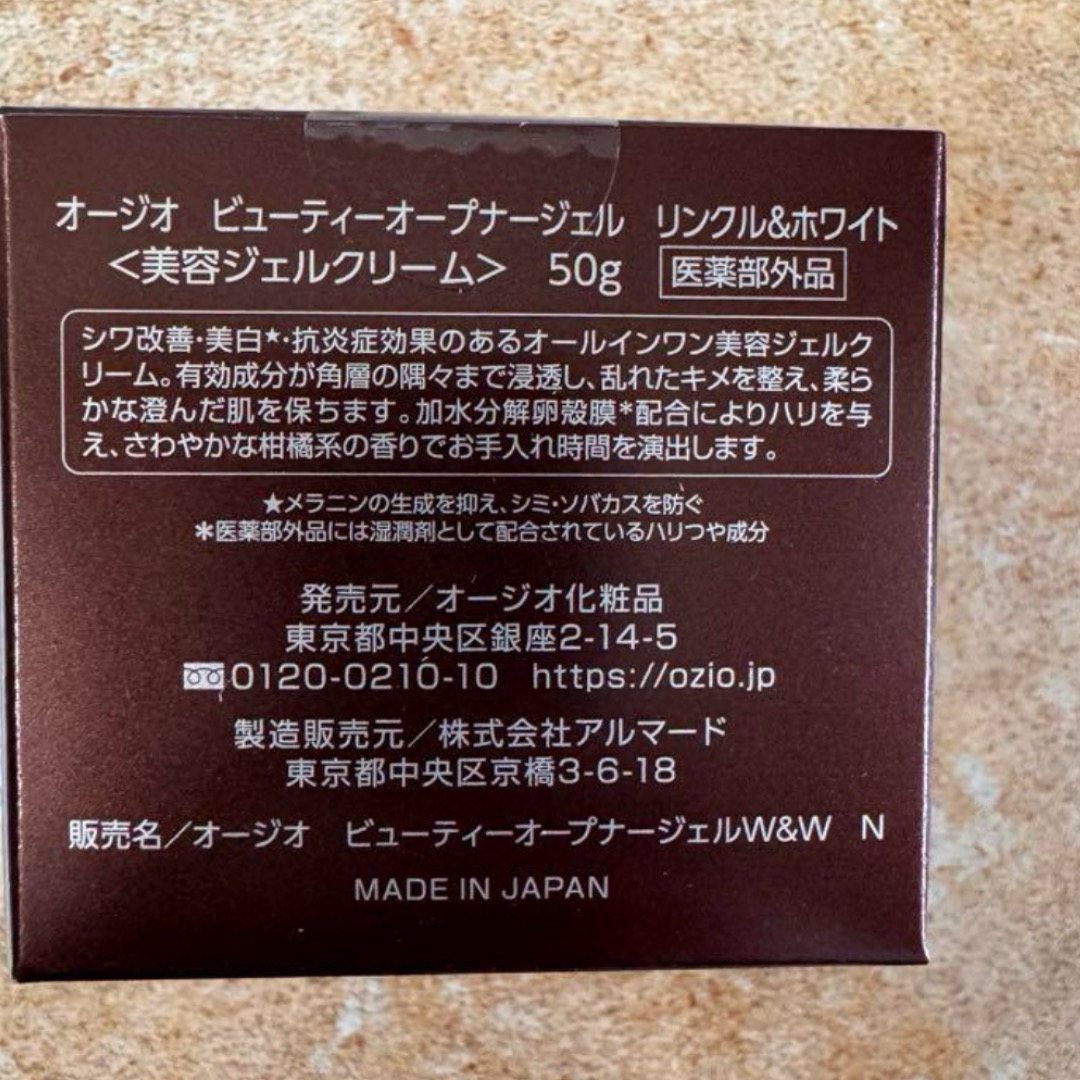 オージオ ビューティーオープナージェル リンクル&ホワイト
<美容ジェルクリーム> 50g 医薬部外品
シワ改善・美白★・抗炎症効果のあるオールインワン美容ジェルク
リーム。有効成分が角層の隅々まで浸透し、乱れたキメを整え、柔ら
かな澄んだ肌を保ちます。加水分解卵殻膜*配合によりハリを与
え、さわやかな柑橘系の香りでお手入れ時間を演出します。
★メラニンの生成を抑え、シミ・ソバカスを防ぐ
*医薬部外品には湿潤剤として配合されているハリつや成分
発売元/オージオ化粧品
東京都中央区銀座2-14-5
0120-0210-10 https://ozio.jp
製造販売元/株式会社アルマード
東京都中央区京橋3-6-18
販売名/オージオ ビューティーオープナージェルW&W N
MADE IN JAPAN